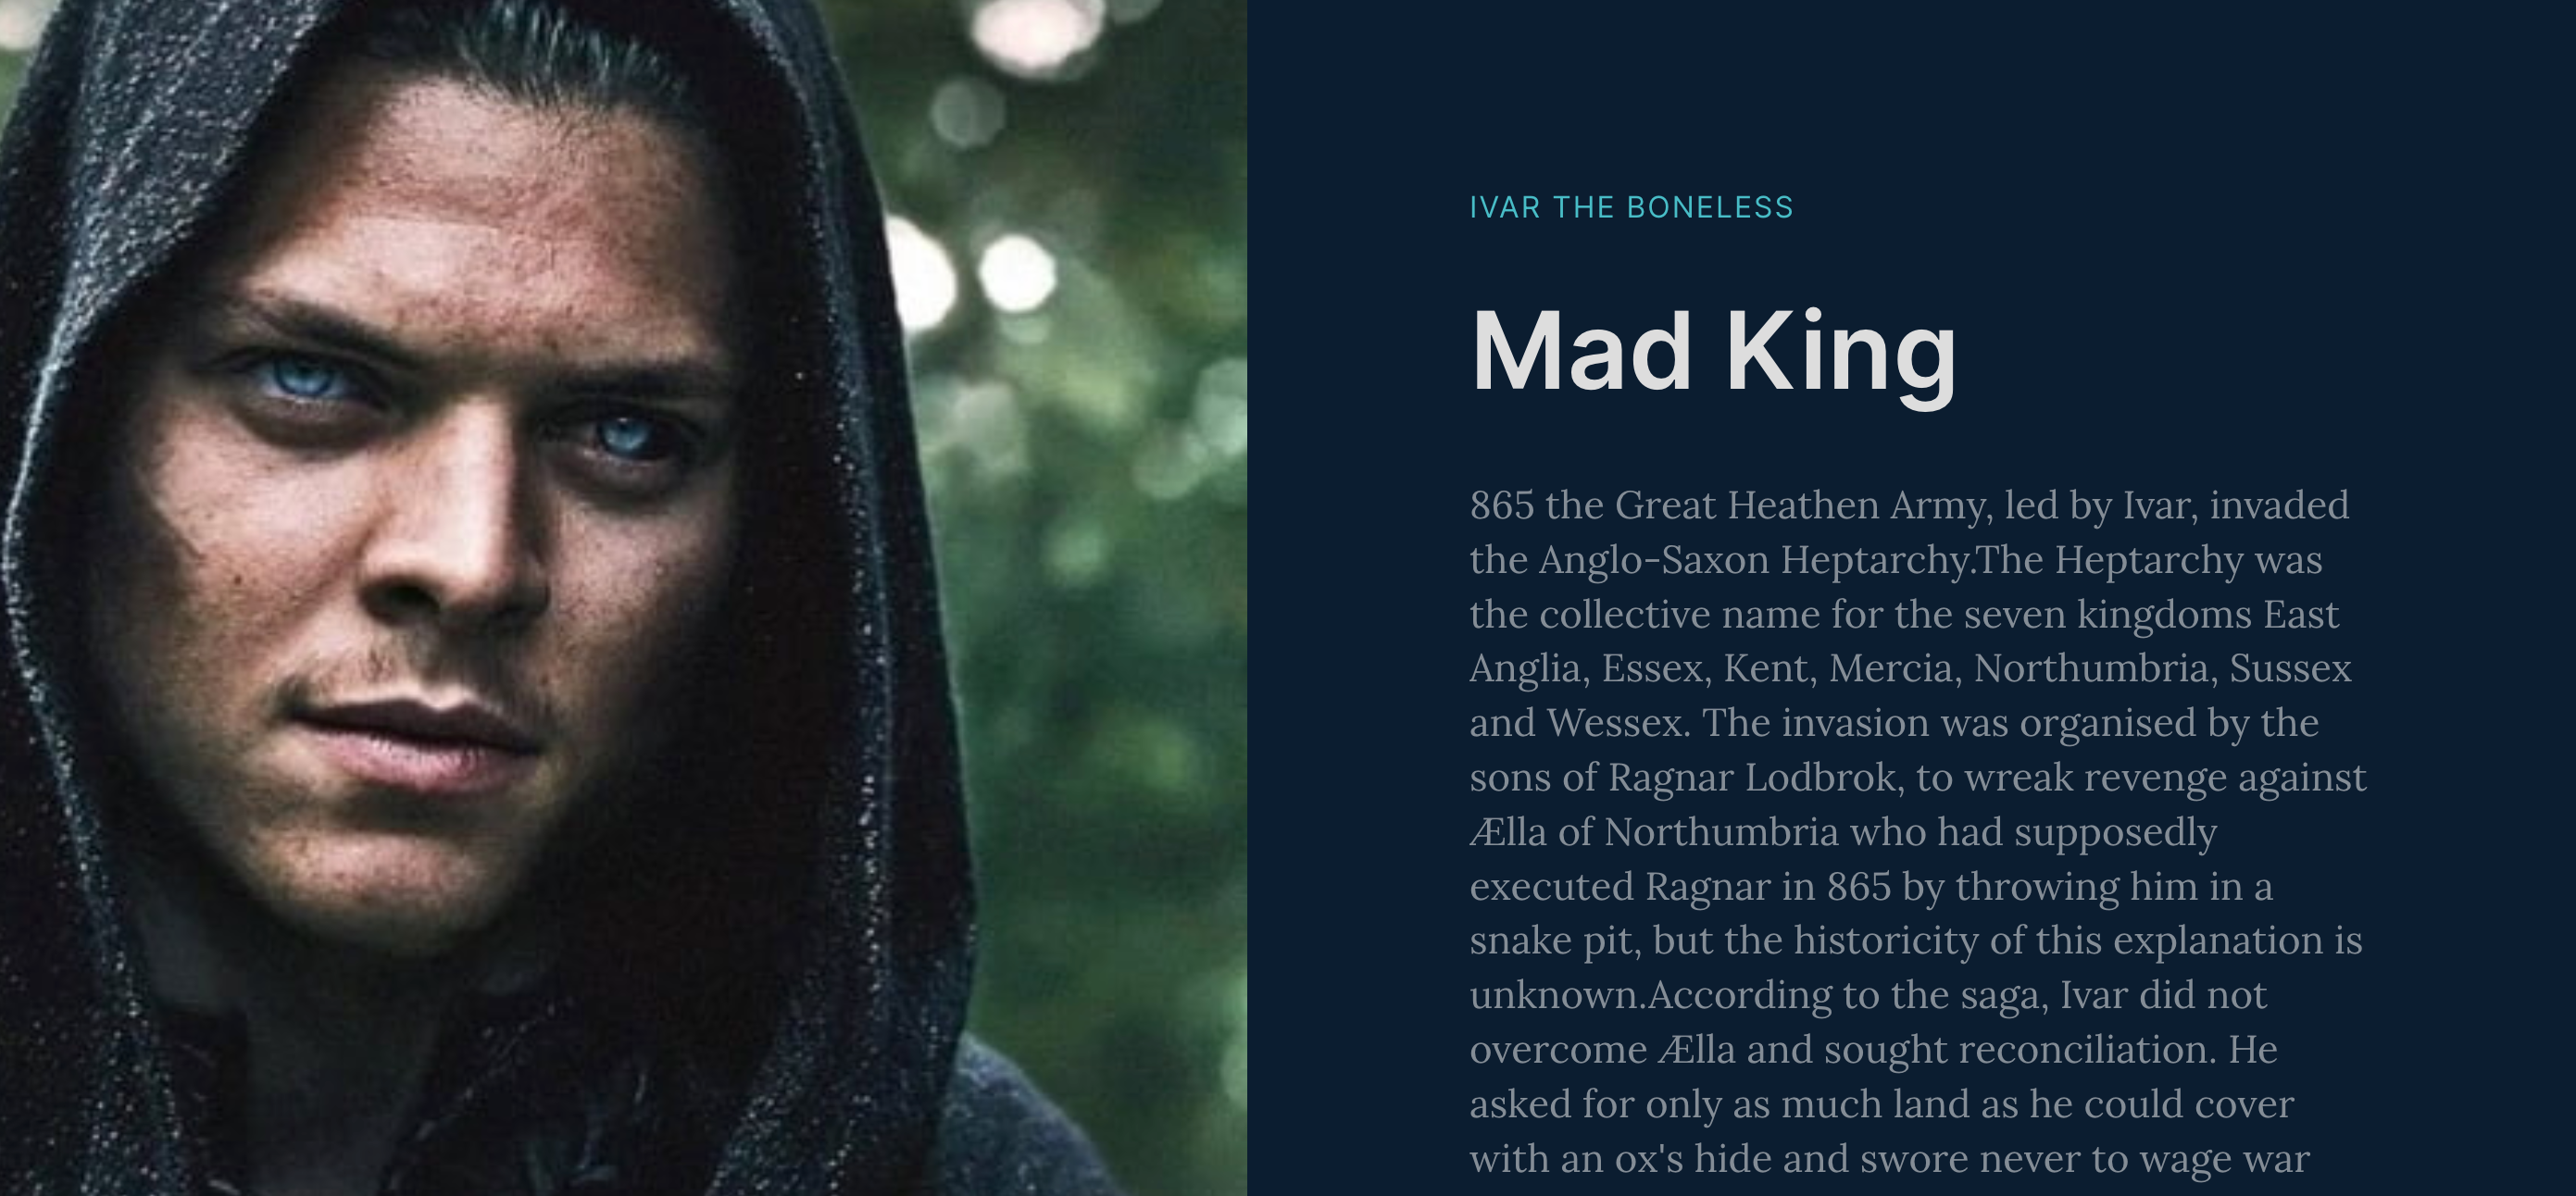 IVAR THE BONELESS
Mad King
865 the Great Heathen Army, led by Ivar, invaded
the Anglo-Saxon Heptarchy.The Heptarchy was
the collective name for the seven kingdoms East
Anglia, Essex, Kent, Mercia, Northumbria, Sussex
and Wessex. The invasion was organised by the
sons of Ragnar Lodbrok, to wreak revenge against
Ælla of Northumbria who had supposedly
executed Ragnar in 865 by throwing him in a
snake pit, but the historicity of this explanation is
unknown.According to the saga, Ivar did not
overcome Ælla and sought reconciliation. He
asked for only as much land as he could cover
with an ox's hide and swore never to wage war